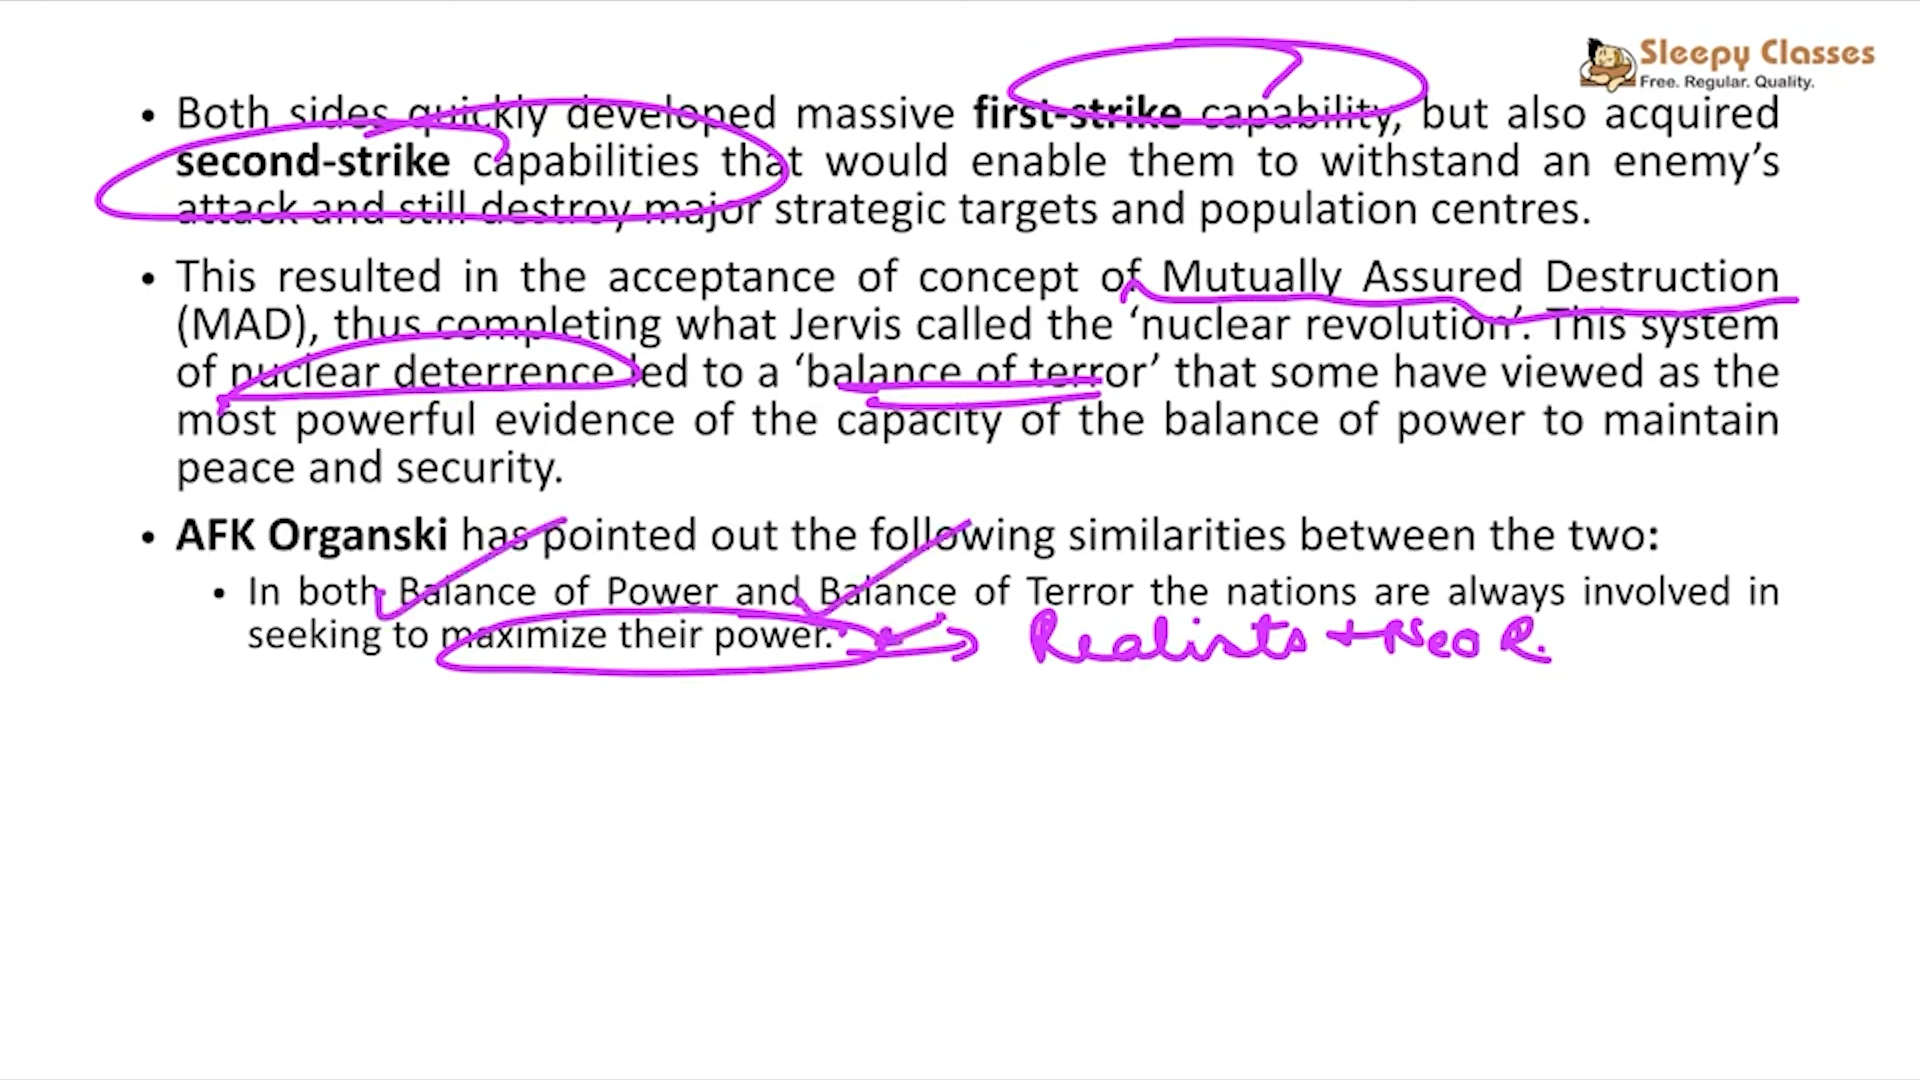 Sleepy Classes
Free. Regular. Quality.
• Both sides quickly developed massive first-strike capability, but also acquired
second-strike capabilities that would enable them to withstand an enemy’s
attack and still destroy major strategic targets and population centres.
• This resulted in the acceptance of concept of Mutually Assured Destruction
(MAD), thus completing what Jervis called the ‘nuclear revolution’. This system
of nuclear deterrence led to a ‘balance of terror’ that some have viewed as the
most powerful evidence of the capacity of the balance of power to maintain
peace and security.
• AFK Organski has pointed out the following similarities between the two:
• In both Balance of Power and Balance of Terror the nations are always involved in
seeking to maximize their power. → Realists + Neo R.